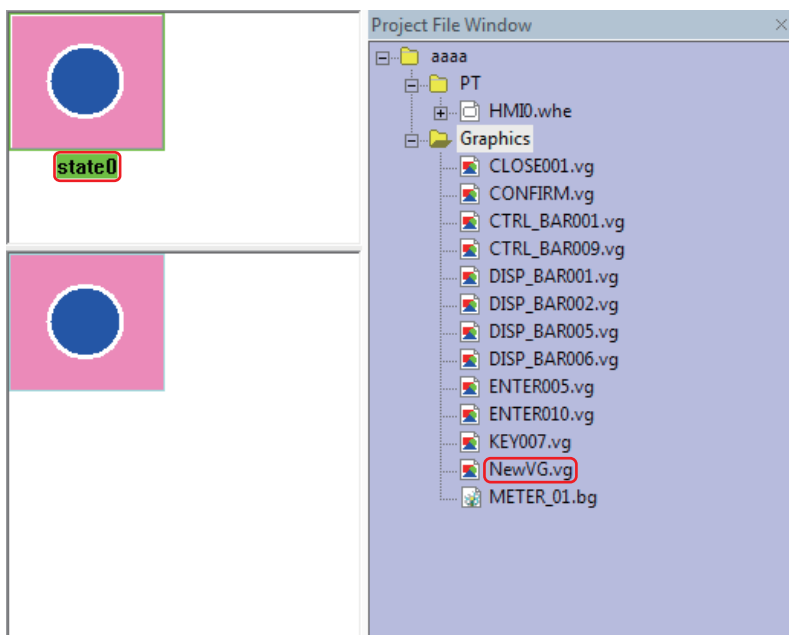 state0
Project File Window
aaaa
PT
HMI0.whe
Graphics
CLOSE001.vg
CONFIRM.vg
CTRL_BAR001.vg
CTRL_BAR009.vg
DISP_BAR001.vg
DISP_BAR002.vg
DISP_BAR005.vg
DISP_BAR006.vg
ENTER005.vg
ENTER010.vg
KEY007.vg
NewVG.vg
METER_01.bg